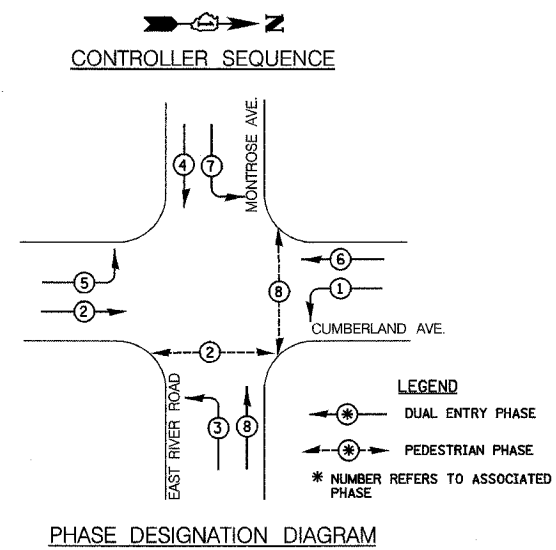 N
CONTROLLER SEQUENCE
MONTROSE AVE.
4
7
6
5
8
1
2
CUMBERLAND AVE.
2
EAST RIVER ROAD
3
8
LEGEND
* DUAL ENTRY PHASE
* PEDESTRIAN PHASE
* NUMBER REFERS TO ASSOCIATED
PHASE
PHASE DESIGNATION DIAGRAM